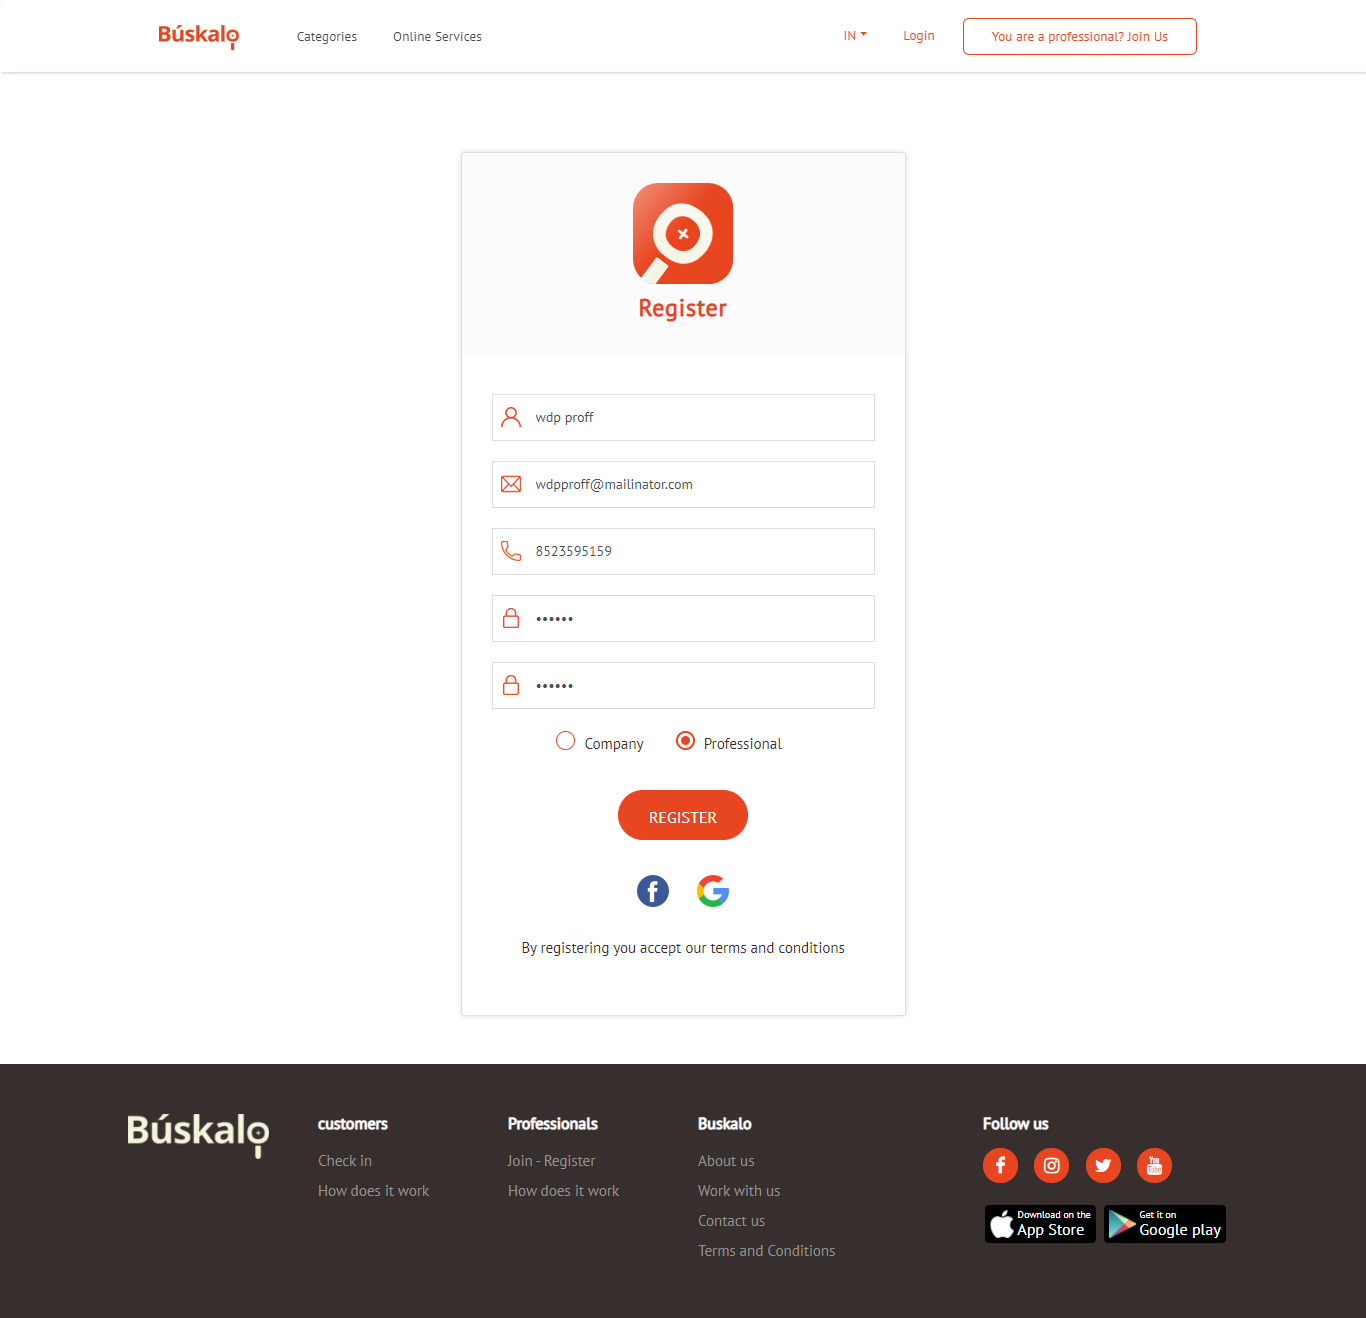 Búskalo
Categories
Online Services
IN
Login
You are a professional? Join Us
Register
wdp proff
wdpproff@mailinator.com
8523595159
••••••
••••••
Company
Professional
REGISTER
By registering you accept our terms and conditions
Búskalo
customers
Check in
How does it work
Professionals
Join - Register
How does it work
Buskalo
About us
Work with us
Contact us
Terms and Conditions
Follow us
You
Tube
Download on the
App Store
Get it on
Google play